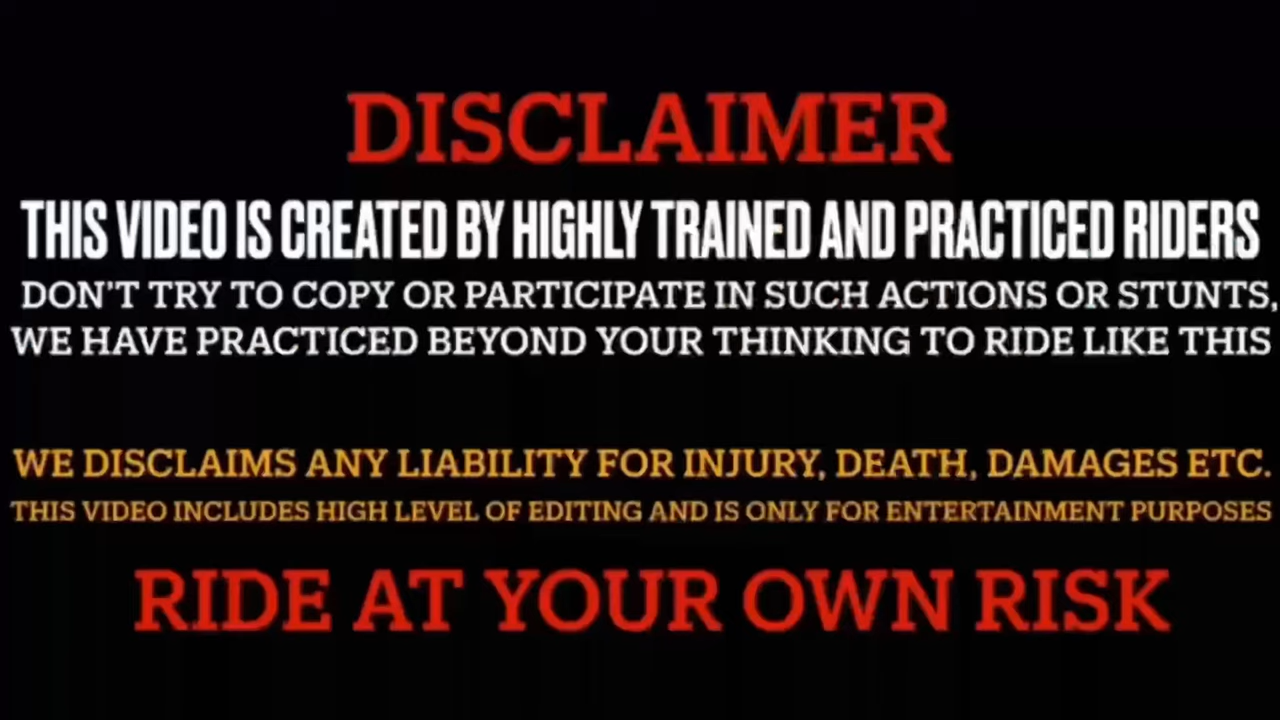 DISCLAIMER
THIS VIDEO IS CREATED BY HIGHLY TRAINED AND PRACTICED RIDERS
DON'T TRY TO COPY OR PARTICIPATE IN SUCH ACTIONS OR STUNTS,
WE HAVE PRACTICED BEYOND YOUR THINKING TO RIDE LIKE THIS
WE DISCLAIMS ANY LIABILITY FOR INJURY, DEATH, DAMAGES ETC.
THIS VIDEO INCLUDES HIGH LEVEL OF EDITING AND IS ONLY FOR ENTERTAINMENT PURPOSES
RIDE AT YOUR OWN RISK